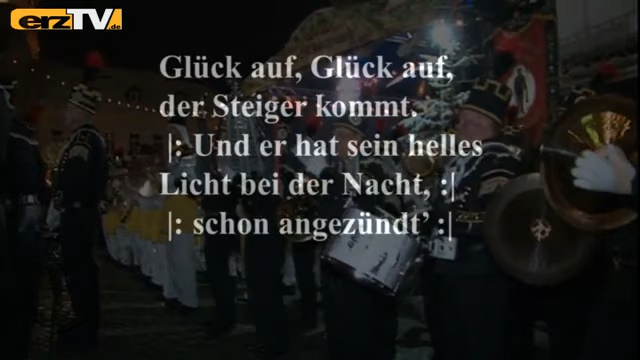 erzTV.de
Glück auf, Glück auf,
der Steiger kommt.
|: Und er hat sein helles
Licht bei der Nacht, :|
|: schon angezündt’ :|